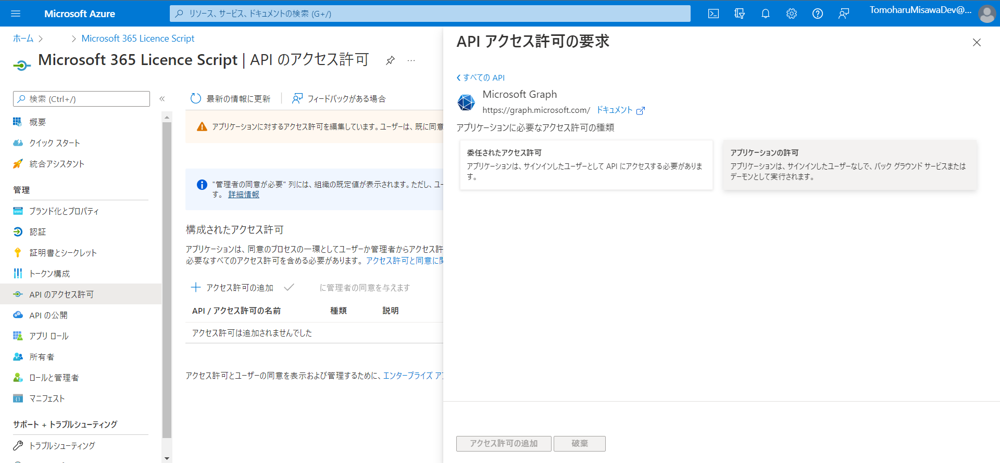 Microsoft Azure
リソース、サービス、ドキュメントの検索 (G+/)
TomoharuMisawaDev@...
ホーム
Microsoft 365 Licence Script
Microsoft 365 Licence Script | API のアクセス許可
...
検索 (Ctrl+/)
«
概要
クイック スタート
統合アシスタント
管理
ブランド化とプロパティ
認証
証明書とシークレット
トークン構成
API のアクセス許可
API の公開
アプリ ロール
所有者
ロールと管理者
マニフェスト
サポート + トラブルシューティング
トラブルシューティング
最新の情報に更新
フィードバックがある場合
アプリケーションに対するアクセス許可を編集しています。ユーザーは、既に同意
"管理者の同意が必要" 列には、組織の既定値が表示されます。ただし、ユー
す。 詳細情報
構成されたアクセス許可
アプリケーションは、同意のプロセスの一環としてユーザーか管理者からアクセス許
必要なすべてのアクセス許可を含める必要があります。アクセス許可と同意に
アクセス許可の追加
に管理者の同意を与えます
API / アクセス許可の名前 種類 説明
アクセス許可は追加されませんでした
アクセス許可とユーザーの同意を表示および管理するために、エンタープライズ ア
API アクセス許可の要求
すべての API
Microsoft Graph
https://graph.microsoft.com/ ドキュメント
アプリケーションに必要なアクセス許可の種類
委任されたアクセス許可
アプリケーションは、サインインしたユーザーとして API にアクセスする必要がありま
す。
アプリケーションの許可
アプリケーションは、サインインしたユーザーなしで、バック グラウンド サービスまたは
デーモンとして実行されます。
アクセス許可の追加
破棄